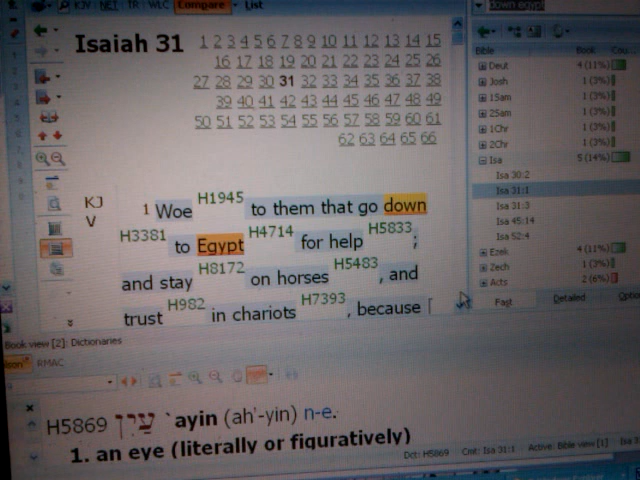 KJV NET TR WLC Compare List
down egypt
Isaiah 31
1 2 3 4 5 6 7 8 9 10 11 12 13 14 15
16 17 18 19 20 21 22 23 24 25 26
27 28 29 30 31 32 33 34 35 36 37 38
39 40 41 42 43 44 45 46 47 48 49
50 51 52 53 54 55 56 57 58 59 60 61
62 63 64 65 66
KJ
V
1 Woe H1945 to them that go down
H3381 to Egypt H4714 for help H5833 ;
and stay H8172 on horses H5483 , and
trust H982 in chariots H7393 , because
Bible Book Cou...
Deut 4 (11%)
Josh 1 (3%)
1Sam 1 (3%)
2Sam 1 (3%)
1Chr 1 (3%)
2Chr 1 (3%)
Isa 5 (14%)
Isa 30:2
Isa 31:1
Isa 31:3
Isa 45:14
Isa 52:4
Ezek 4 (11%)
Zech 1 (3%)
Acts 2 (6%)
Fast Detailed Option
Book view [2]: Dictionaries
RMAC
H5869 עַיִן `ayin (ah'-yin) n-e.
1. an eye (literally or figuratively)
Dct: H5869 Cmt: Isa 31:1 Active: Bible view [1] Isa 3